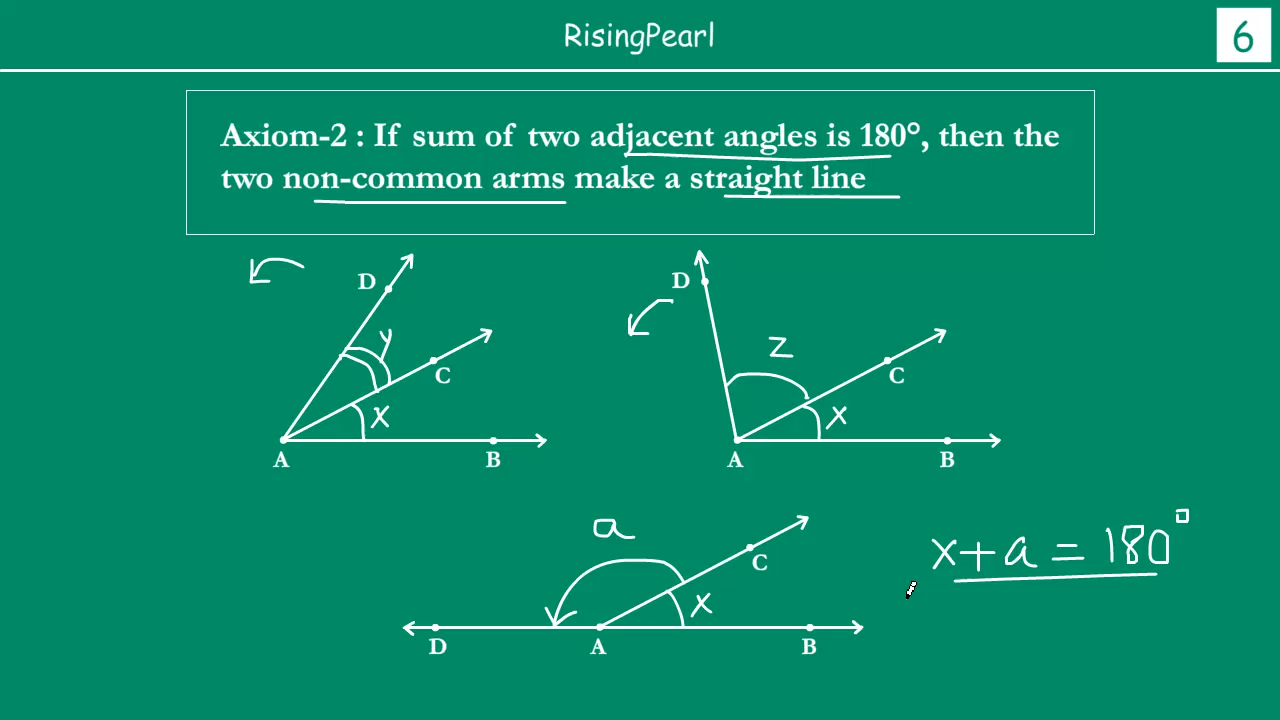 RisingPearl
6
Axiom-2 : If sum of two adjacent angles is 180°, then the
two non-common arms make a straight line
D
y
C
x
A
B
D
z
C
x
A
B
a
C
x
D
A
B
x+a = 180°